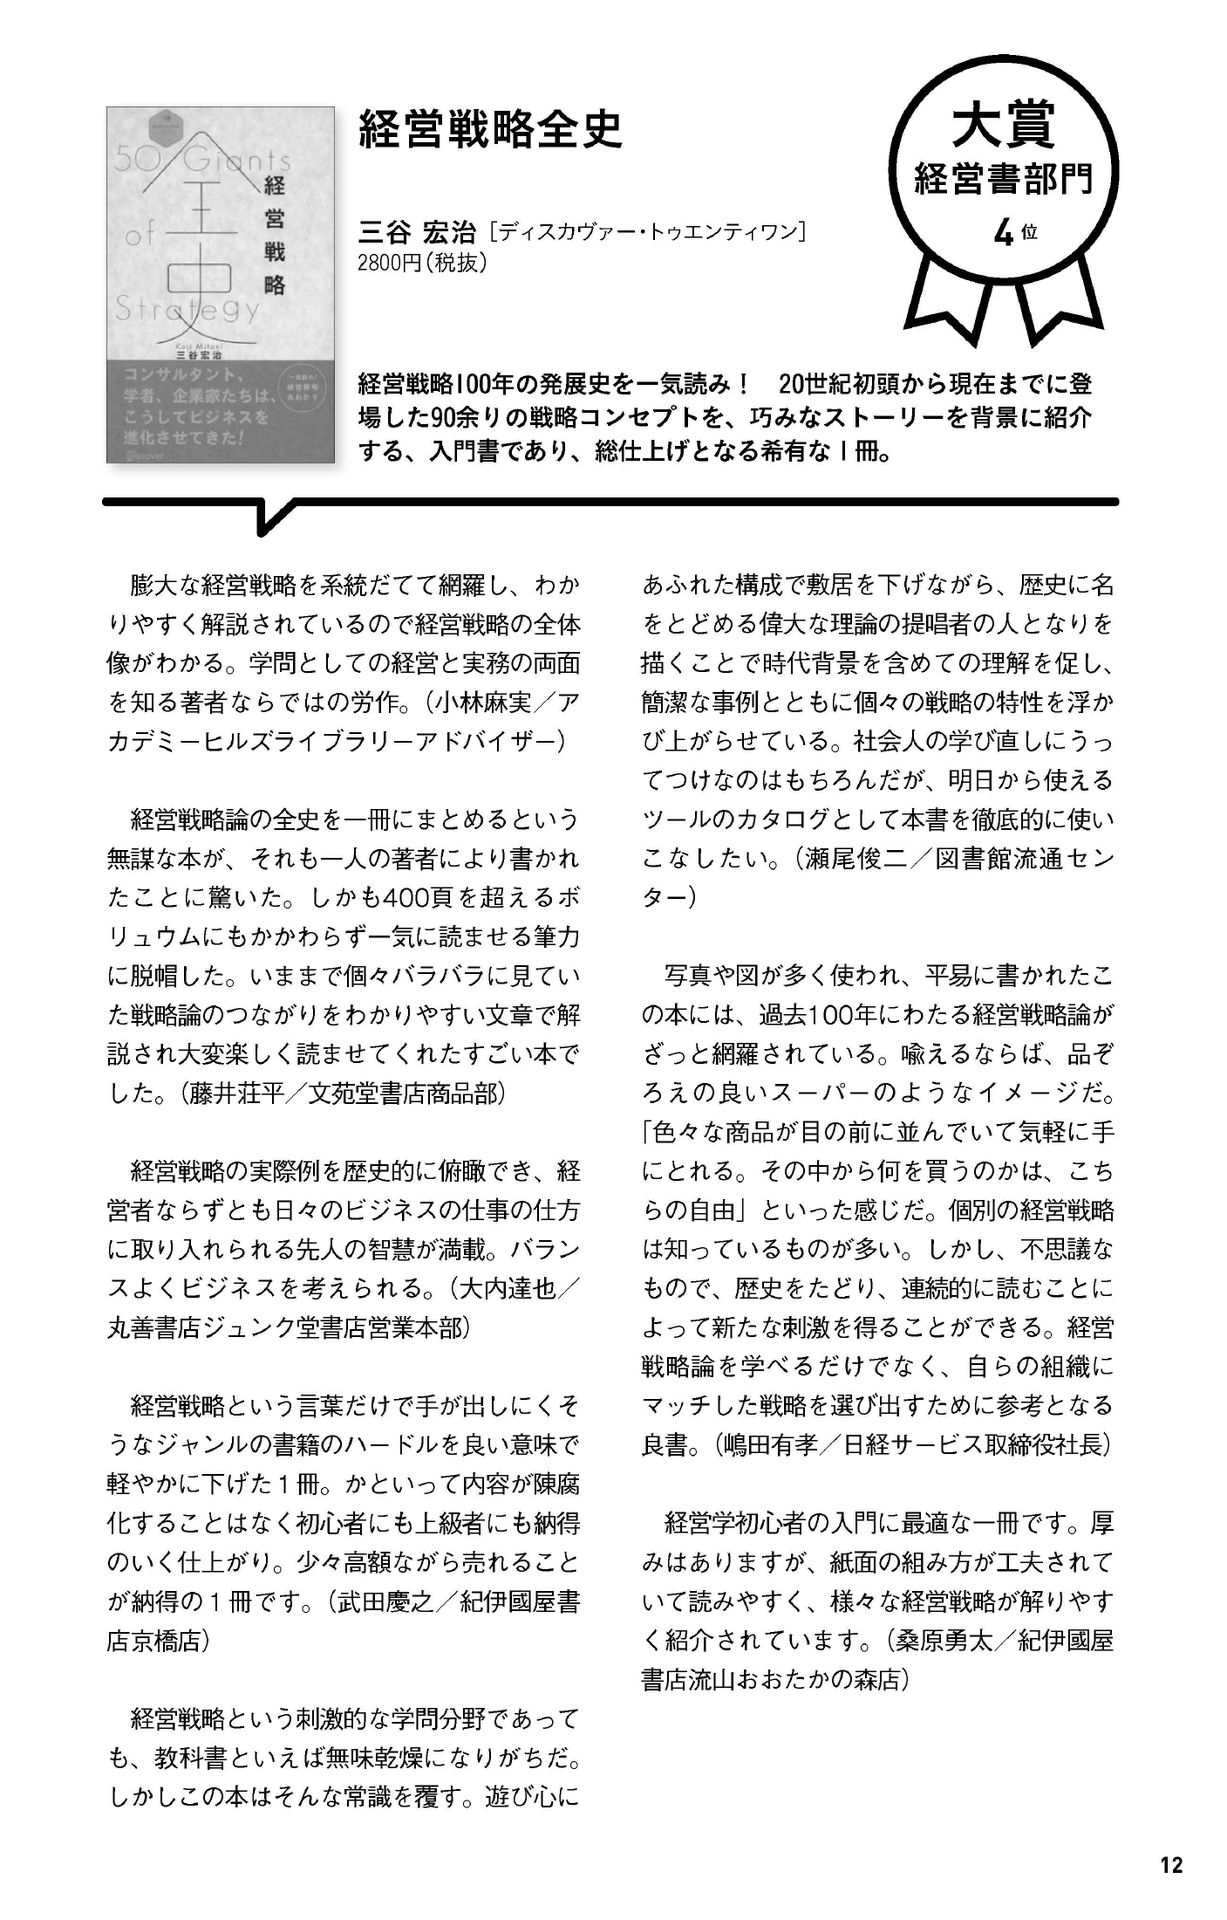 経営戦略全史
大賞
経営書部門
4位
三谷 宏治［ディスカヴァー・トゥエンティワン］
2800円（税抜）
経営戦略100年の発展史を一気読み！　20世紀初頭から現在までに登
場した90余りの戦略コンセプトを、巧みなストーリーを背景に紹介
する、入門書であり、総仕上げとなる希有な1冊。
50 Giants
of
Strategy
全史
経営戦略
Koji Mitani
三谷宏治
コンサルタント、
学者、企業家たちは、
こうしてビジネスを
進化させてきた！
Discover
膨大な経営戦略を系統だてて網羅し、わか
りやすく解説されているので経営戦略の全体
像がわかる。学問としての経営と実務の両面
を知る著者ならではの労作。（小林麻実／ア
カデミーヒルズライブラリーアドバイザー）
経営戦略論の全史を一冊にまとめるという
無謀な本が、それも一人の著者により書かれ
たことに驚いた。しかも400頁を超えるボ
リュウムにもかかわらず一気に読ませる筆力
に脱帽した。いままで個々バラバラに見てい
た戦略論のつながりをわかりやすい文章で解
説され大変楽しく読ませてくれたすごい本で
した。（藤井荘平／文苑堂書店商品部）
経営戦略の実際例を歴史的に俯瞰でき、経
営者ならずとも日々のビジネスの仕事の仕方
に取り入れられる先人の智慧が満載。バラン
スよくビジネスを考えられる。（大内達也／
丸善書店ジュンク堂書店営業本部）
経営戦略という言葉だけで手が出しにくそ
うなジャンルの書籍のハードルを良い意味で
軽やかに下げた1冊。かといって内容が陳腐
化することはなく初心者にも上級者にも納得
のいく仕上がり。少々高額ながら売れること
が納得の1冊です。（武田慶之／紀伊國屋書
店京橋店）
経営戦略という刺激的な学問分野であって
も、教科書といえば無味乾燥になりがちだ。
しかしこの本はそんな常識を覆す。遊び心に
あふれた構成で敷居を下げながら、歴史に名
をとどめる偉大な理論の提唱者の人となりを
描くことで時代背景を含めての理解を促し、
簡潔な事例とともに個々の戦略の特性を浮か
び上がらせている。社会人の学び直しにうっ
てつけなのはもちろんだが、明日から使える
ツールのカタログとして本書を徹底的に使い
こなしたい。（瀬尾俊二／図書館流通セン
ター）
写真や図が多く使われ、平易に書かれたこ
の本には、過去100年にわたる経営戦略論が
ざっと網羅されている。喩えるならば、品ぞ
ろえの良いスーパーのようなイメージだ。
「色々な商品が目の前に並んでいて気軽に手
にとれる。その中から何を買うのかは、こち
らの自由」といった感じだ。個別の経営戦略
は知っているものが多い。しかし、不思議な
もので、歴史をたどり、連続的に読むことに
よって新たな刺激を得ることができる。経営
戦略論を学べるだけでなく、自らの組織に
マッチした戦略を選び出すために参考となる
良書。（嶋田有孝／日経サービス取締役社長）
経営学初心者の入門に最適な一冊です。厚
みはありますが、紙面の組み方が工夫されて
いて読みやすく、様々な経営戦略が解りやす
く紹介されています。（桑原勇太／紀伊國屋
書店流山おおたかの森店）
12